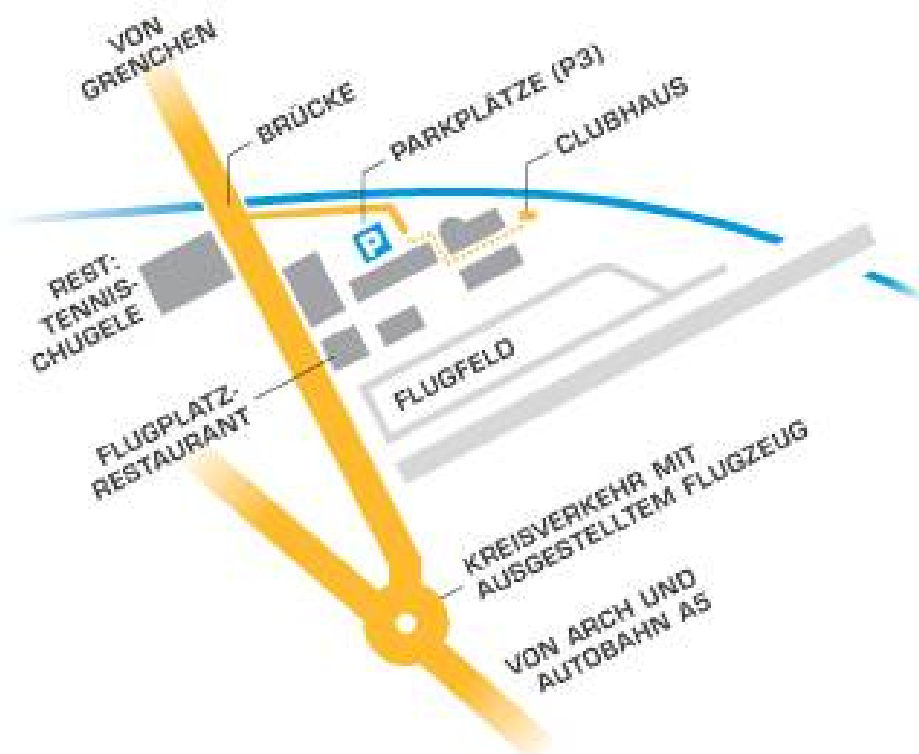 VON
GRENCHEN
BRÜCKE
PARKPLÄTZE (P3)
CLUBHAUS
P
REST:
TENNIS-
CHUGELE
FLUGFELD
FLUGPLATZ-
RESTAURANT
KREISVERKEHR MIT
AUSGESTELLTEM FLUGZEUG
VON ARCH UND
AUTOBAHN A5